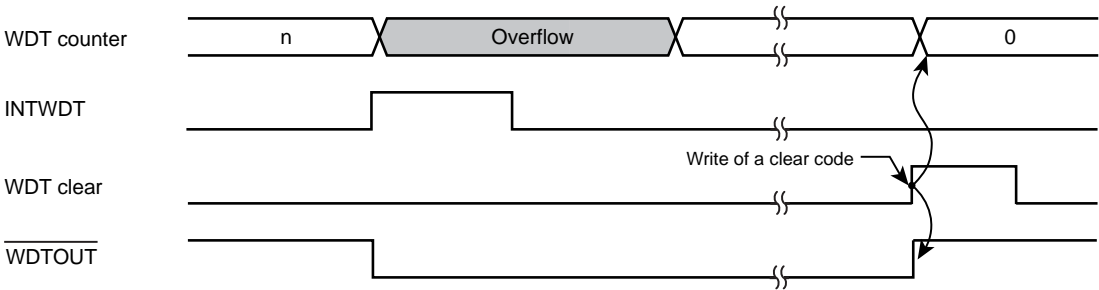 WDT counter n Overflow 0
INTWDT
Write of a clear code
WDT clear
WDTOUT